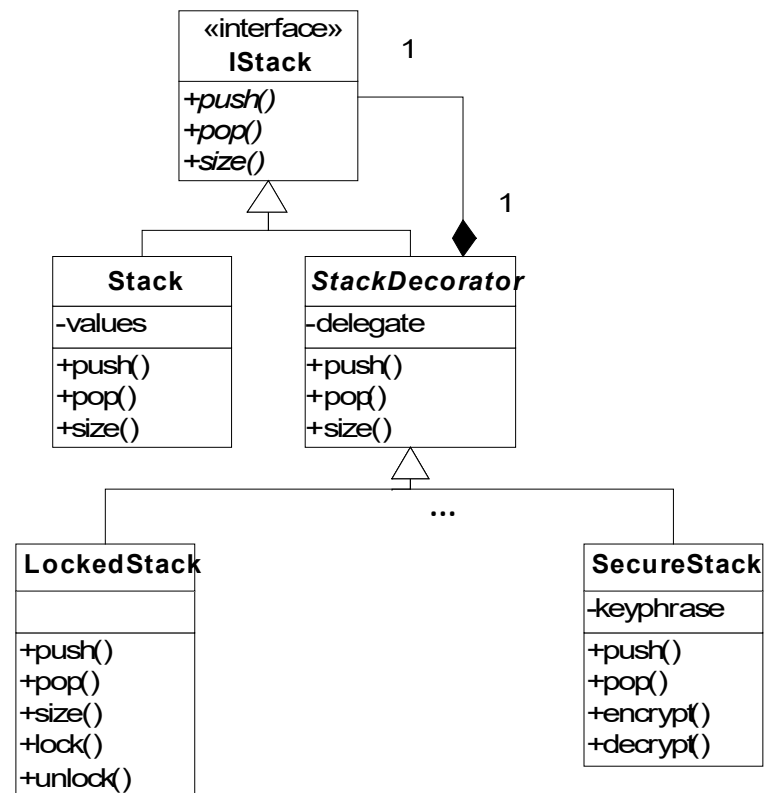 «interface»
IStack
1
+push()
+pop()
+size()
1
Stack
-values
+push()
+pop()
+size()
StackDecorator
-delegate
+push()
+pop()
+size()
...
LockedStack
+push()
+pop()
+size()
+lock()
+unlock()
SecureStack
-keyphrase
+push()
+pop()
+encrypt()
+decrypt()